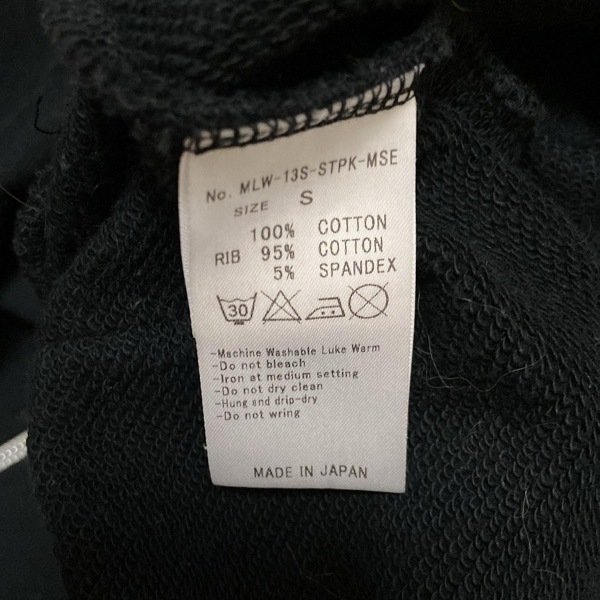 No. MLW-13S-STPK-MSE
SIZE S
100% COTTON
RIB 95% COTTON
5% SPANDEX
30
-Machine Washable Luke Warm
-Do not bleach
-Iron at medium setting
-Do not dry clean
-Hung and drip-dry
-Do not wring
MADE IN JAPAN